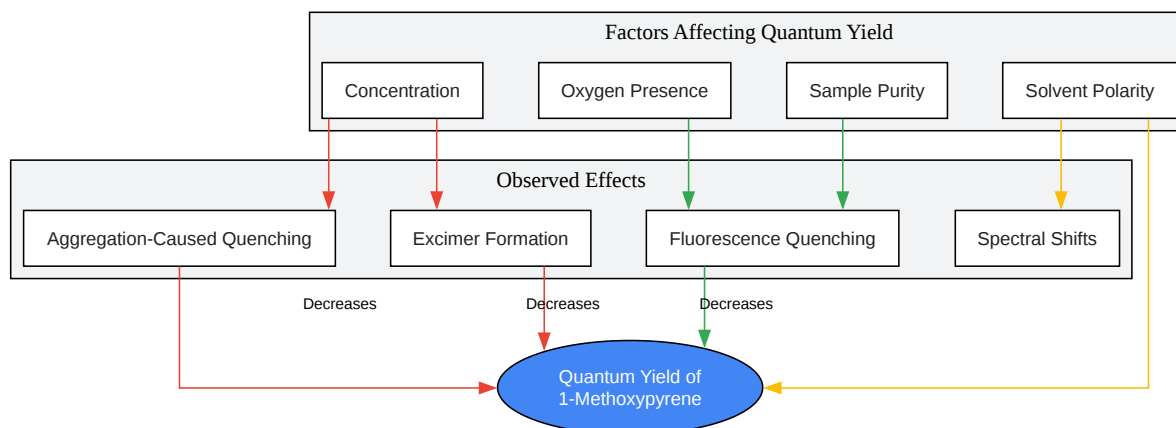 Factors Affecting Quantum Yield
Concentration
Oxygen Presence
Sample Purity
Solvent Polarity
Observed Effects
Aggregation-Caused Quenching
Excimer Formation
Fluorescence Quenching
Spectral Shifts
Decreases
Decreases
Decreases
Quantum Yield of
1-Methoxypyrene